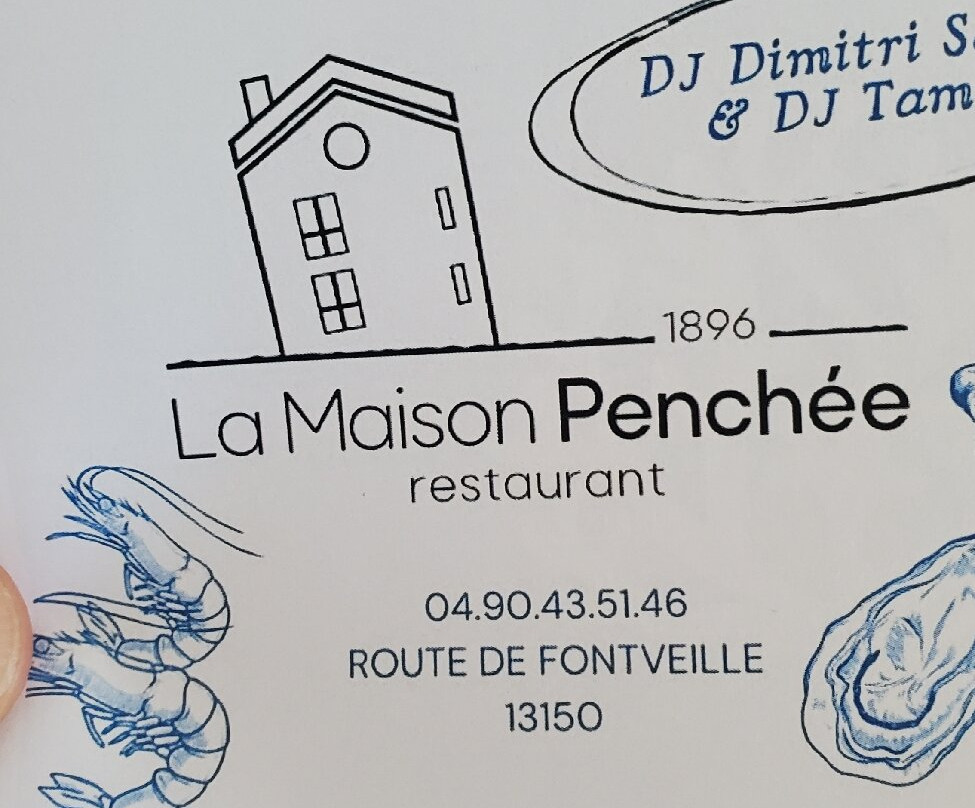 DJ Dimitri
& DJ
1896
La Maison Penchée
restaurant
04.90.43.51.46
ROUTE DE FONTVEILLE
13150